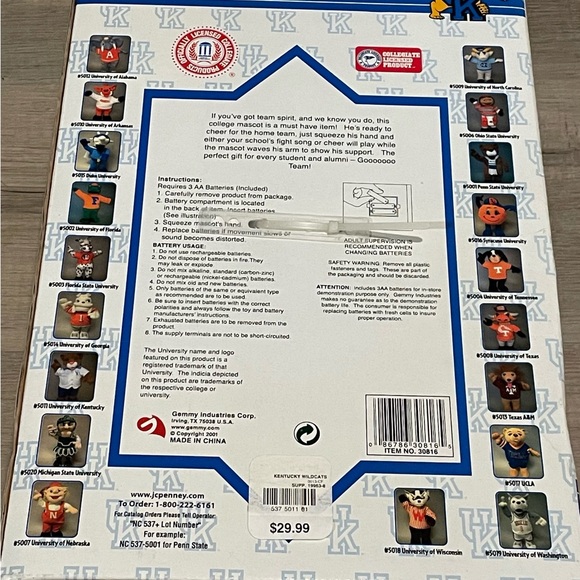 UK
OFFICIALLY LICENSED COLLEGIATE PRODUCTS
COLLEGIATE
LICENSED
PRODUCT
If you've got team spirit, and we know you do, this
college mascot is a must have item! He's ready to
cheer for the home team, just squeeze his hand and
either your school's fight song or cheer will play while
the mascot waves his arm to show his support. The
perfect gift for every student and alumni – Gooooooo
Team!
Instructions:
Requires 3 AA Batteries (Included)
1. Carefully remove product from package.
2. Battery compartment is located
in the back of item. Insert batteries
(See illustration)
3. Squeeze mascot's hand.
4. Replace batteries if movement slows or
sound becomes distorted.
BATTERY USAGE:
1. Do not use rechargeable batteries.
2. Do not dispose of batteries in fire. They
may leak or explode
3. Do not mix alkaline, standard (carbon-zinc)
or rechargeable (nickel-cadmium) batteries.
4. Do not mix old and new batteries.
5. Only batteries of the same or equivalent type
as recommended are to be used.
6. Be sure to insert batteries with the correct
polarities and always follow the toy and battery
manufacturers' instructions.
7. Exhausted batteries are to be removed from the
product.
8. The supply terminals are not to be short-circuited.
ADULT SUPERVISION IS
RECOMMENDED WHEN
CHANGING BATTERIES
SAFETY WARNING: Remove all plastic
fasteners and tags. These are part of
the packaging and should be discarded.
ATTENTION: Includes 3AA batteries for in-store
demonstration purpose only. Gemmy Industries
makes no guarantee as to the demonstration
battery life. The consumer is responsible for
replacing batteries with fresh cells to insure
proper operation.
The University name and logo
featured on this product is a
registered trademark of that
University. The indicia depicted
on this product are trademarks of
the respective college or
university.
Gemmy Industries Corp.
Irving, TX 75038 U.S.A.
www.gemmy.com
© Copyright 2001
MADE IN CHINA
0 86786 30816 5
ITEM NO. 30816
KENTUCKY WILDCATS
537 5011 01
$29.99
www.jcpenney.com
To Order: 1-800-222-6161
For Catalog Orders Please Tell Operator:
"NC 537+ Lot Number"
For example:
NC 537-5001 for Penn State
#5012 University of Alabama
#5010 University of Arkansas
#5015 Duke University
#5002 University of Florida
#5003 Florida State University
#5014 University of Georgia
#5011 University of Kentucky
#5020 Michigan State University
#5007 University of Nebraska
#5009 University of North Carolina
#5006 Ohio State University
#5001 Penn State University
#5016 Syracuse University
University of Tennessee
#5008 University of Texas
#5013 Texas A&M
#5017 UCLA
#5018 University of Wisconsin
#5019 University of Washington